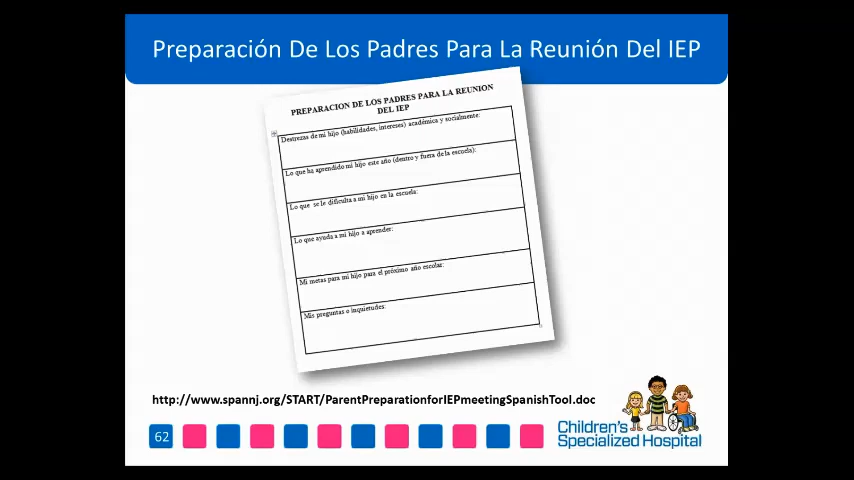 Preparación De Los Padres Para La Reunión Del IEP
PREPARACION DE LOS PADRES PARA LA REUNION
DEL IEP
Destrezas de mi hijo (habilidades, intereses) académica y socialmente:
Lo que ha aprendido mi hijo este año (dentro y fuera de la escuela):
Lo que se le dificulta a mi hijo en la escuela:
Lo que ayuda a mi hijo a aprender:
Mi metas para mi hijo para el próximo año escolar:
Mis preguntas o inquietudes:
http://www.spannj.org/START/ParentPreparationforIEPmeetingSpanishTool.doc
62
Children's
Specialized Hospital